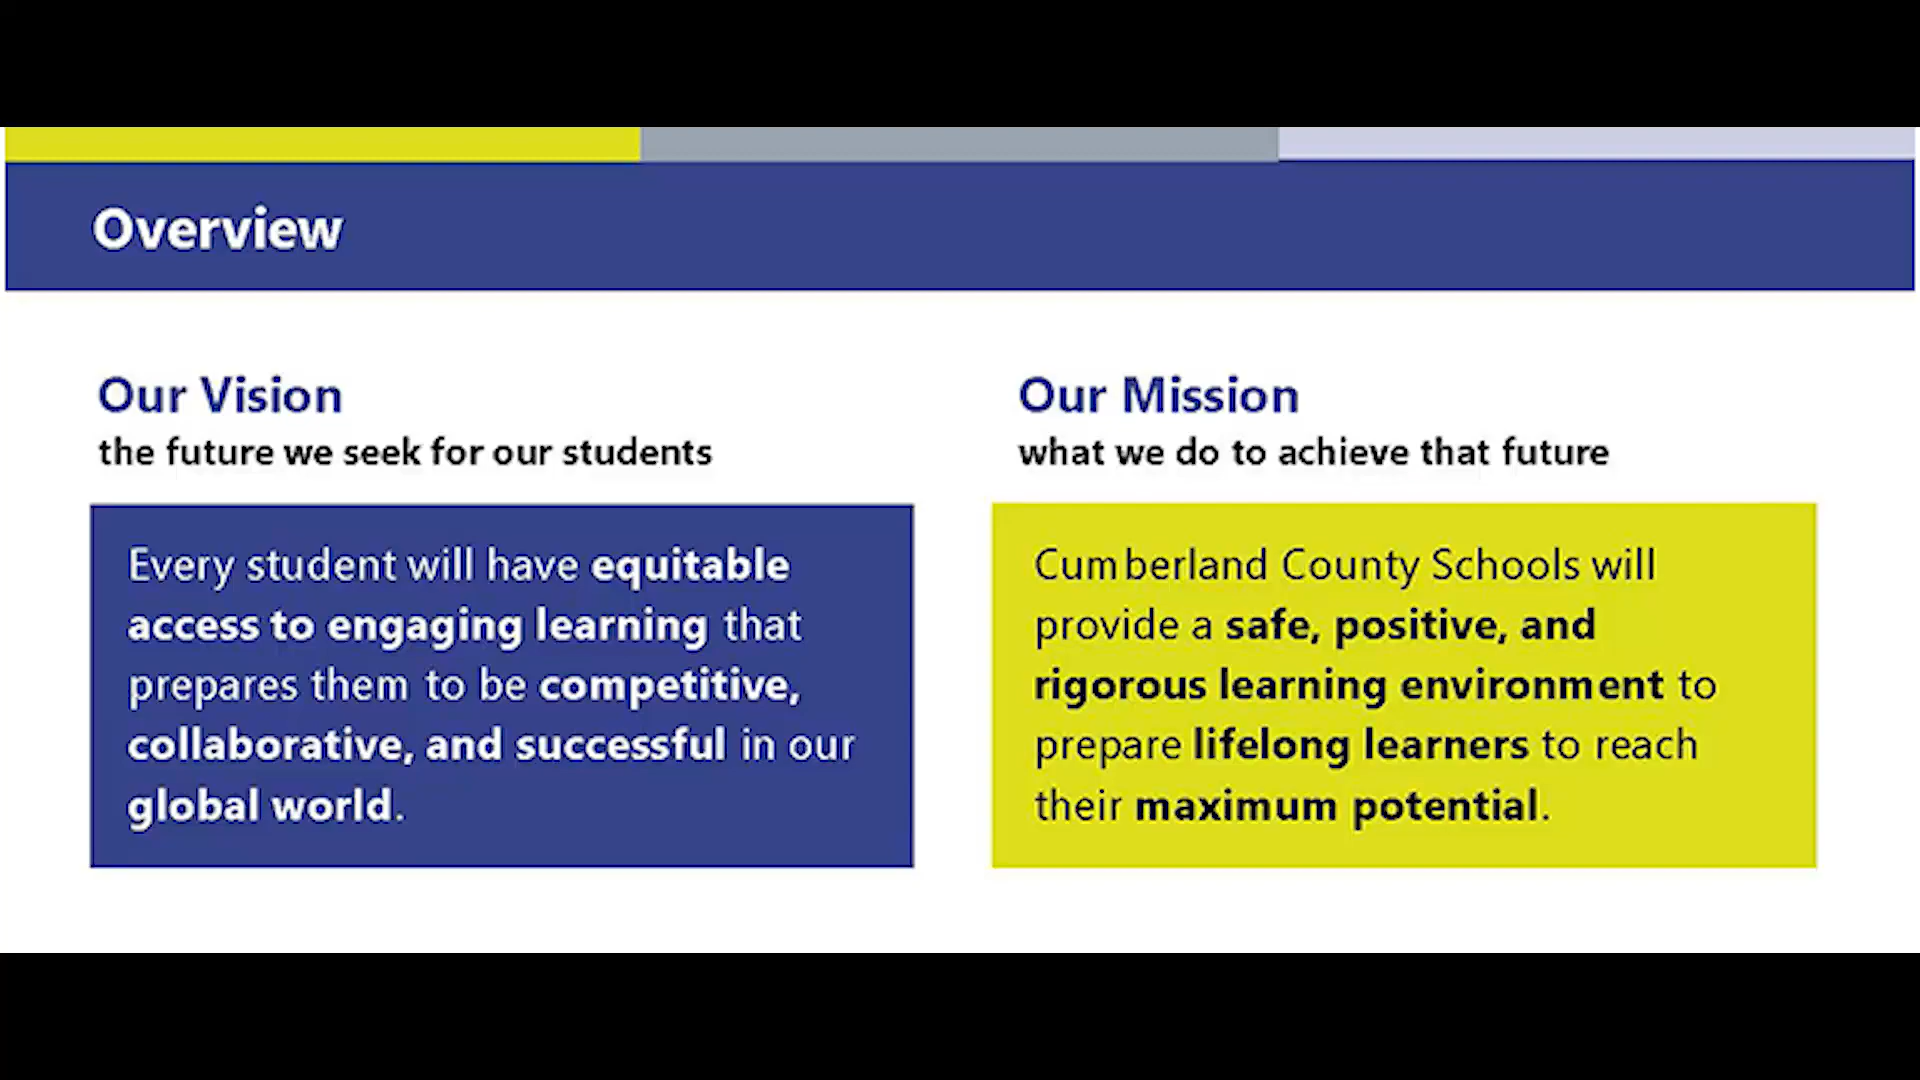 Overview
Our Vision
the future we seek for our students
Every student will have equitable
access to engaging learning that
prepares them to be competitive,
collaborative, and successful in our
global world.
Our Mission
what we do to achieve that future
Cumberland County Schools will
provide a safe, positive, and
rigorous learning environment to
prepare lifelong learners to reach
their maximum potential.